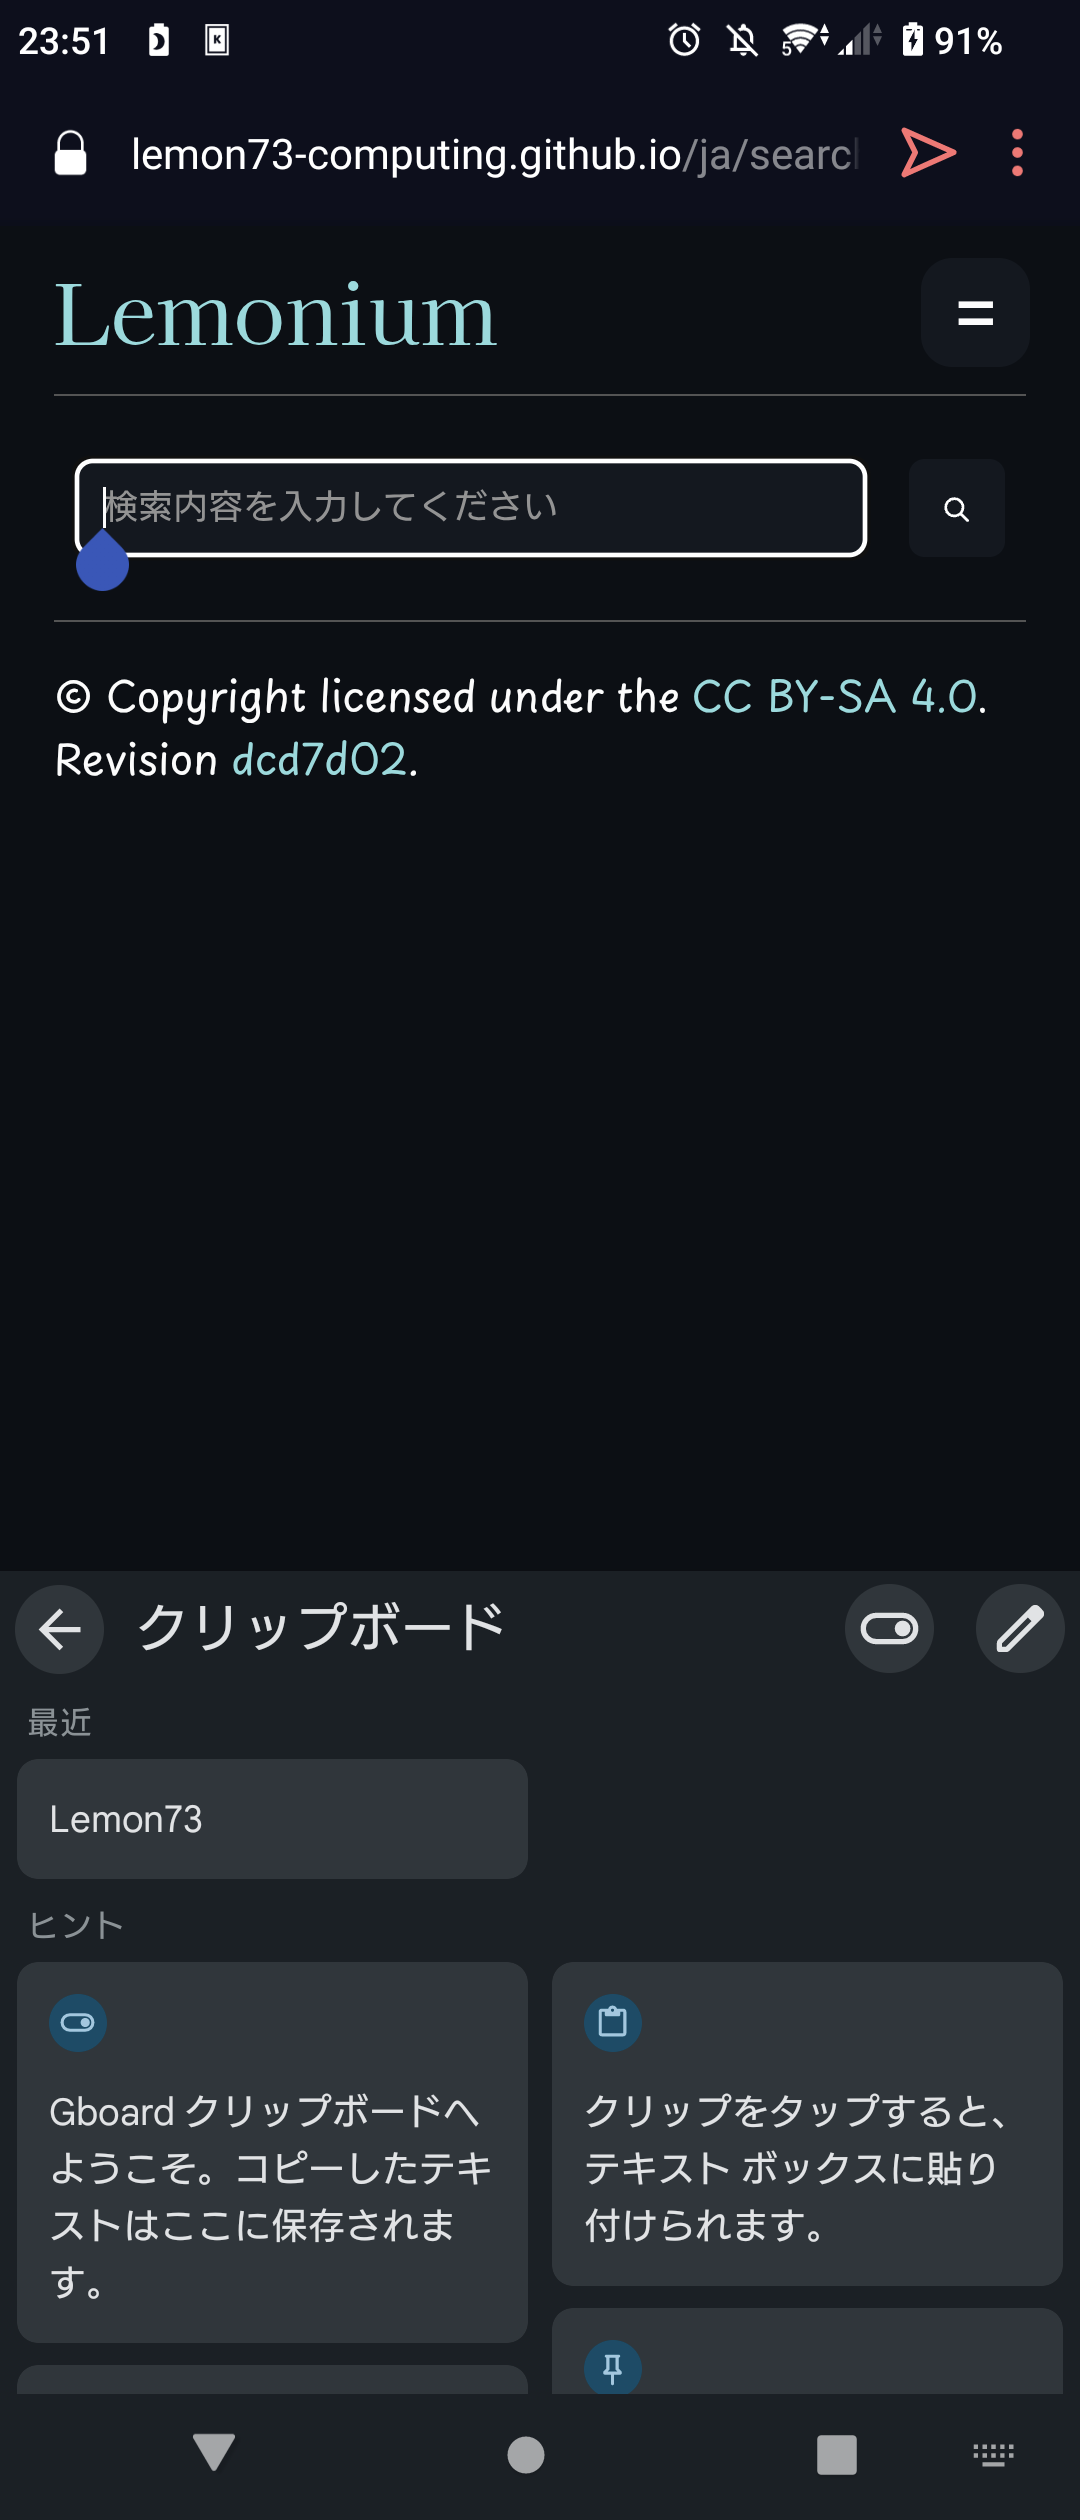 23:51
91%
lemon73-computing.github.io/ja/searc
Lemonium
検索内容を入力してください
© Copyright licensed under the CC BY-SA 4.0.
Revision dcd7d02.
クリップボード
最近
Lemon73
ヒント
Gboard クリップボードへ
ようこそ。コピーしたテキ
ストはここに保存されま
す。
クリップをタップすると、
テキスト ボックスに貼り
付けられます。